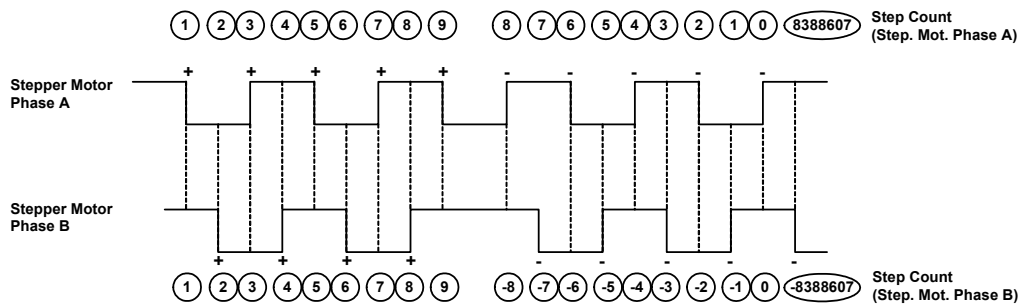 1 2 3 4 5 6 7 8 9 8 7 6 5 4 3 2 1 0 8388607 Step Count
(Step. Mot. Phase A)
+ + + + + - - - - -
Stepper Motor
Phase A
Stepper Motor
Phase B
+ + + + - - - - -
1 2 3 4 5 6 7 8 9 -8 -7 -6 -5 -4 -3 -2 -1 0 -8388607 Step Count
(Step. Mot. Phase B)